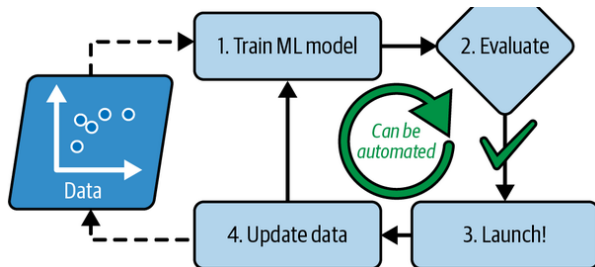 1. Train ML model
2. Evaluate
Can be
automated
Data
4. Update data
3. Launch!